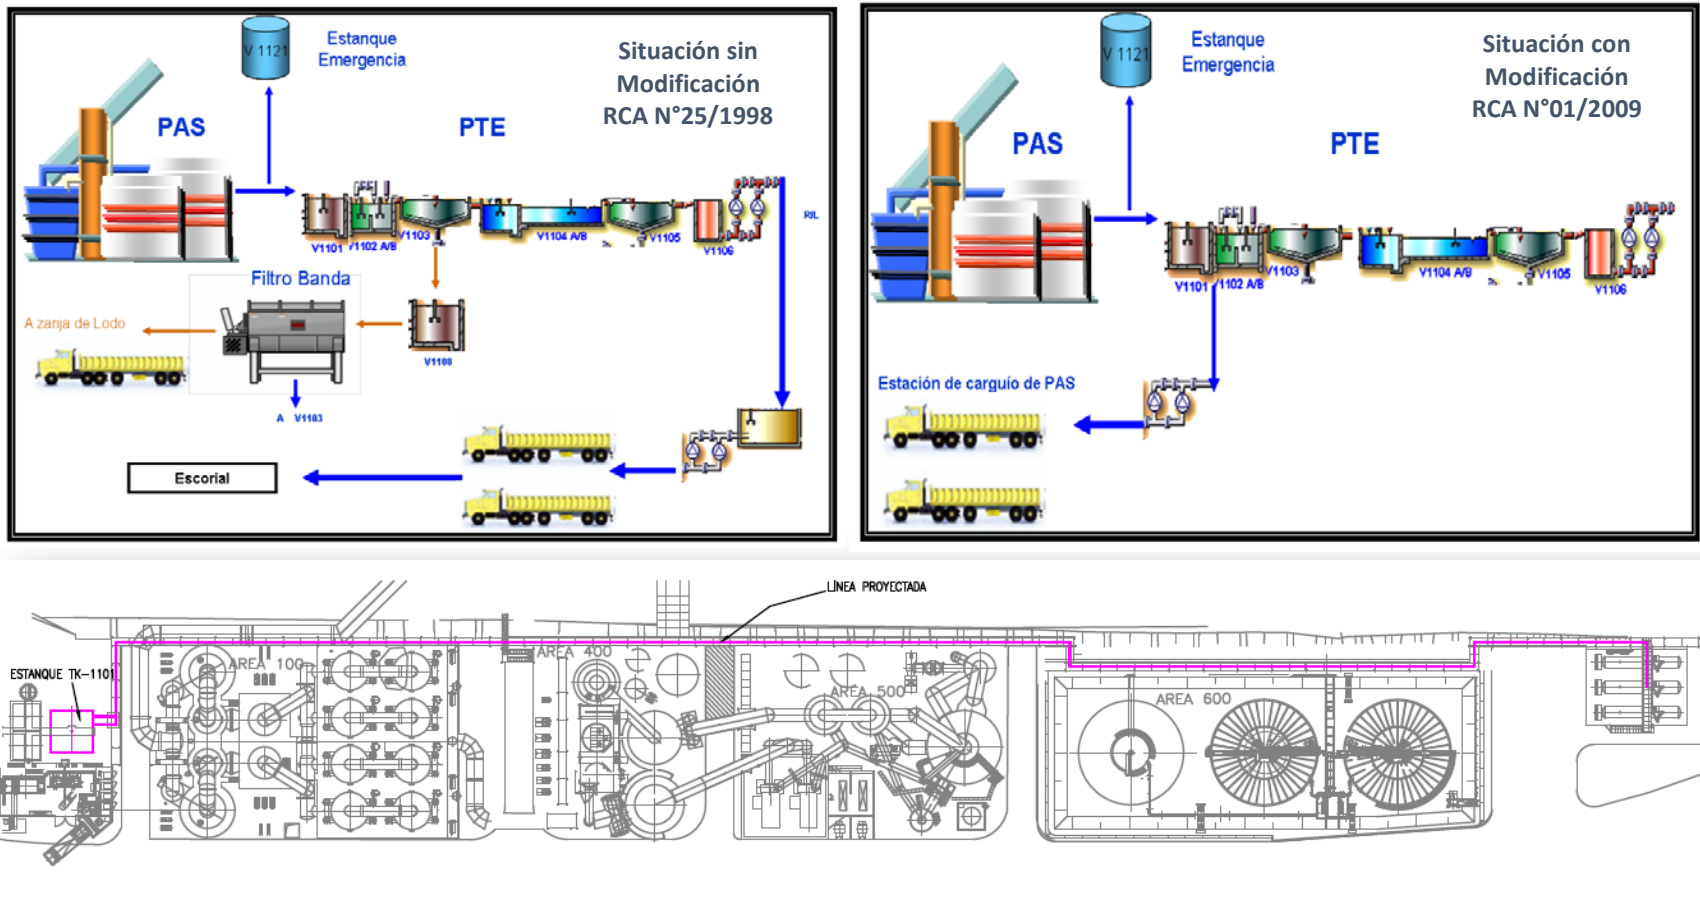 Estanque
Emergencia
V 1121
Situación sin
Modificación
RCA N°25/1998
PAS
PTE
V1101
/1102 A/B
V1103
V1104 A/B
V1105
V1106
RIL
Filtro Banda
A zanja de Lodo
V1108
A V1103
Escorial
Estanque
Emergencia
V 1121
Situación con
Modificación
RCA N°01/2009
PAS
PTE
V1101
/1102 A/B
V1103
V1104 A/B
V1105
V1106
Estación de carguío de PAS
LÍNEA PROYECTADA
ESTANQUE TK-1101
AREA 100
AREA 400
AREA 500
AREA 600